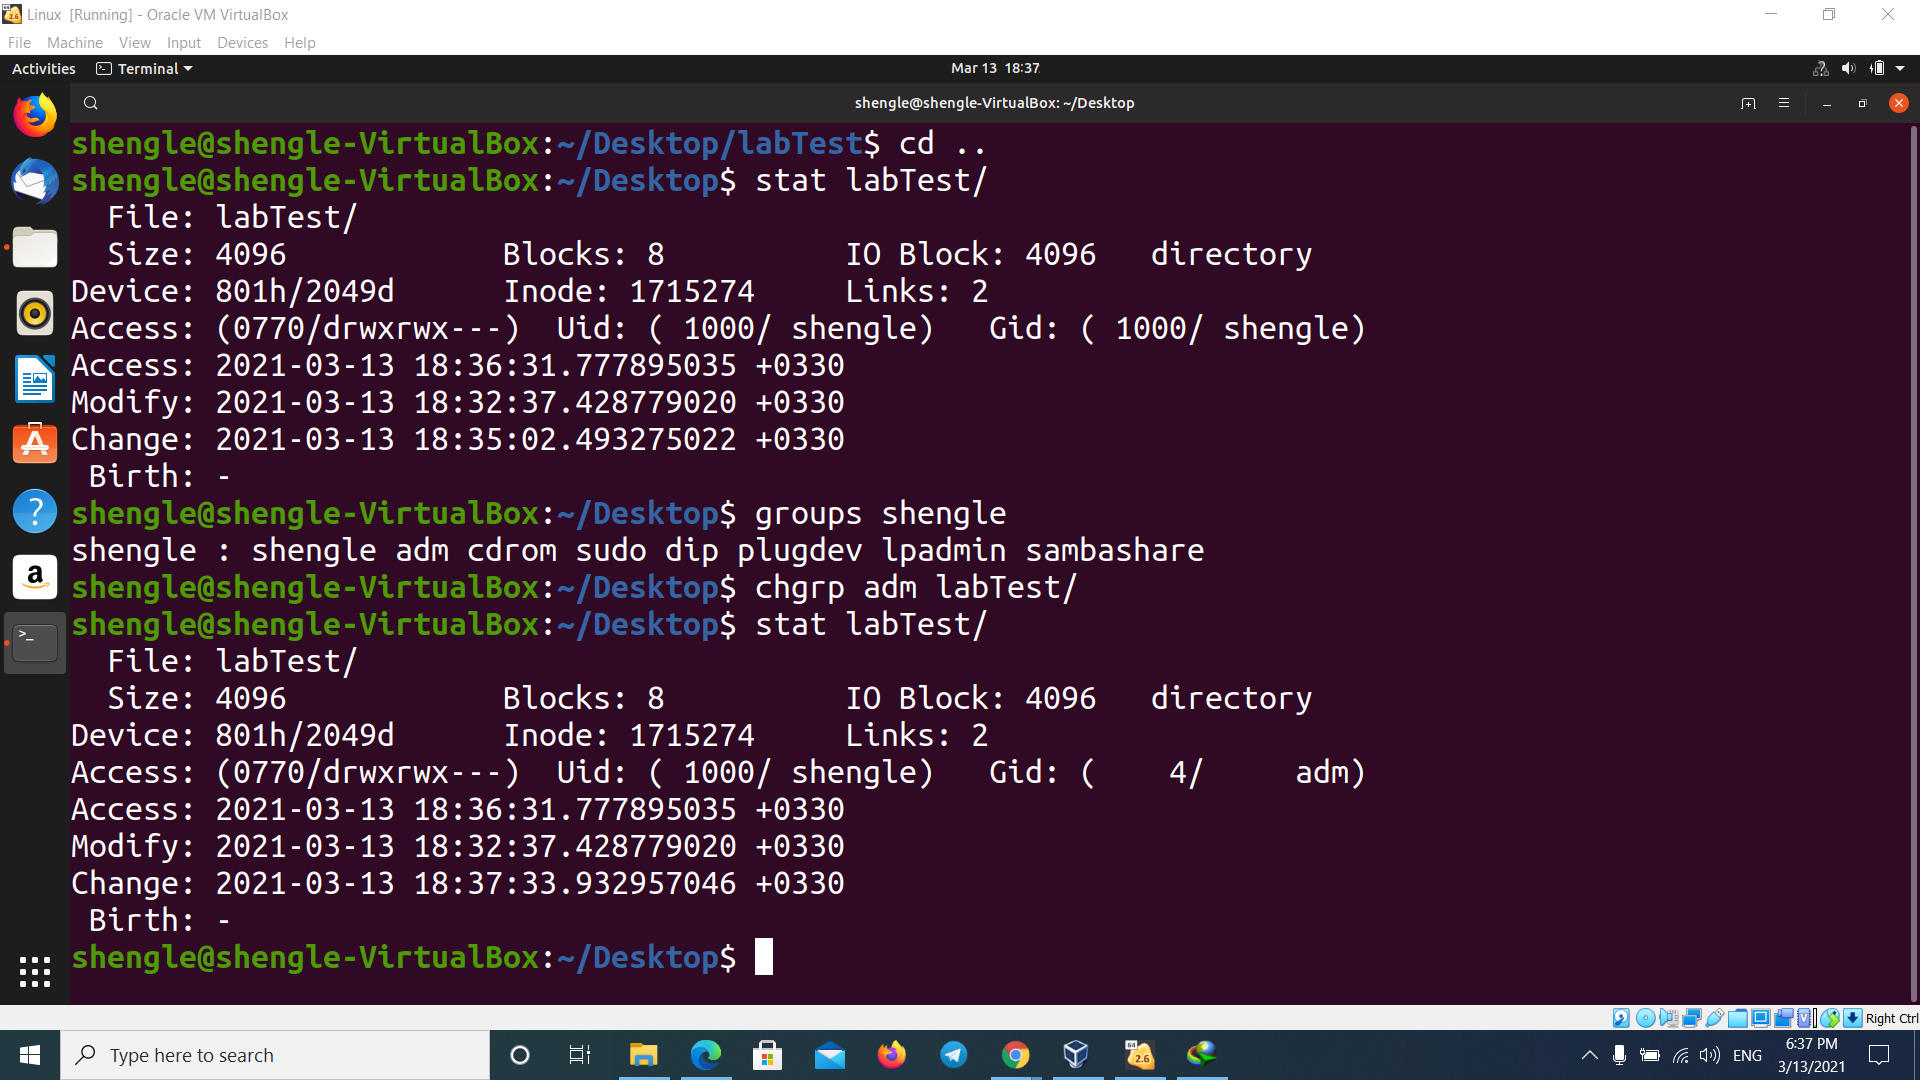 Linux [Running] - Oracle VM VirtualBox
File Machine View Input Devices Help
Activities Terminal Mar 13 18:37
shengle@shengle-VirtualBox: ~/Desktop
shengle@shengle-VirtualBox:~/Desktop/labTest$ cd ..
shengle@shengle-VirtualBox:~/Desktop$ stat labTest/
  File: labTest/
  Size: 4096            Blocks: 8          IO Block: 4096   directory
Device: 801h/2049d      Inode: 1715274     Links: 2
Access: (0770/drwxrwx---)  Uid: ( 1000/ shengle)   Gid: ( 1000/ shengle)
Access: 2021-03-13 18:36:31.777895035 +0330
Modify: 2021-03-13 18:32:37.428779020 +0330
Change: 2021-03-13 18:35:02.493275022 +0330
 Birth: -
shengle@shengle-VirtualBox:~/Desktop$ groups shengle
shengle : shengle adm cdrom sudo dip plugdev lpadmin sambashare
shengle@shengle-VirtualBox:~/Desktop$ chgrp adm labTest/
shengle@shengle-VirtualBox:~/Desktop$ stat labTest/
  File: labTest/
  Size: 4096            Blocks: 8          IO Block: 4096   directory
Device: 801h/2049d      Inode: 1715274     Links: 2
Access: (0770/drwxrwx---)  Uid: ( 1000/ shengle)   Gid: (    4/     adm)
Access: 2021-03-13 18:36:31.777895035 +0330
Modify: 2021-03-13 18:32:37.428779020 +0330
Change: 2021-03-13 18:37:33.932957046 +0330
 Birth: -
shengle@shengle-VirtualBox:~/Desktop$
Right Ctrl
Type here to search
ENG
6:37 PM
3/13/2021